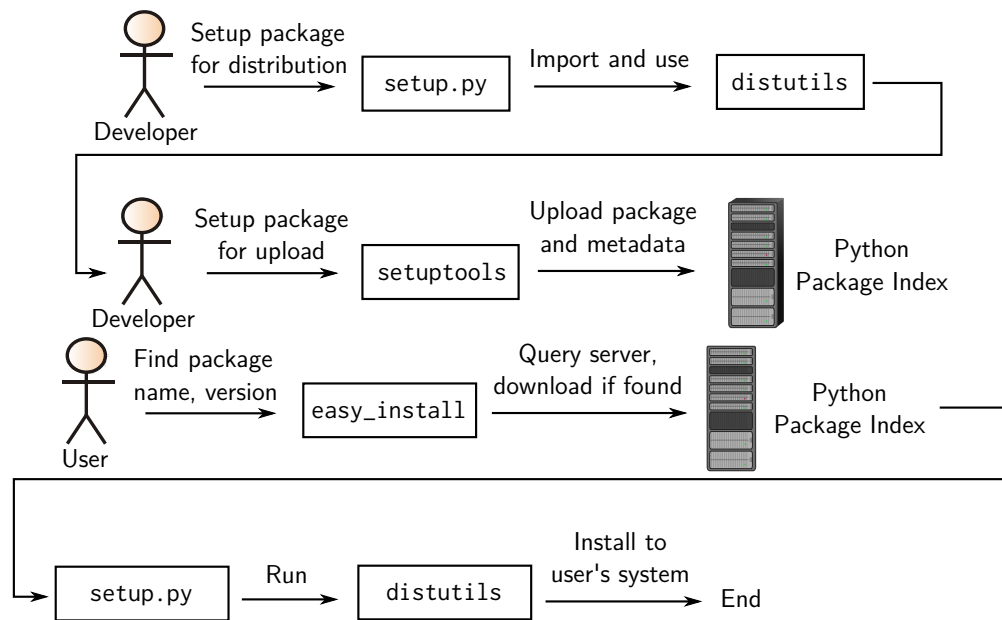 Setup package
for distribution
setup.py
Import and use
distutils
Developer
Setup package
for upload
setuptools
Upload package
and metadata
Python
Package Index
Developer
Find package
name, version
easy_install
Query server,
download if found
Python
Package Index
User
setup.py
Run
distutils
Install to
user's system
End